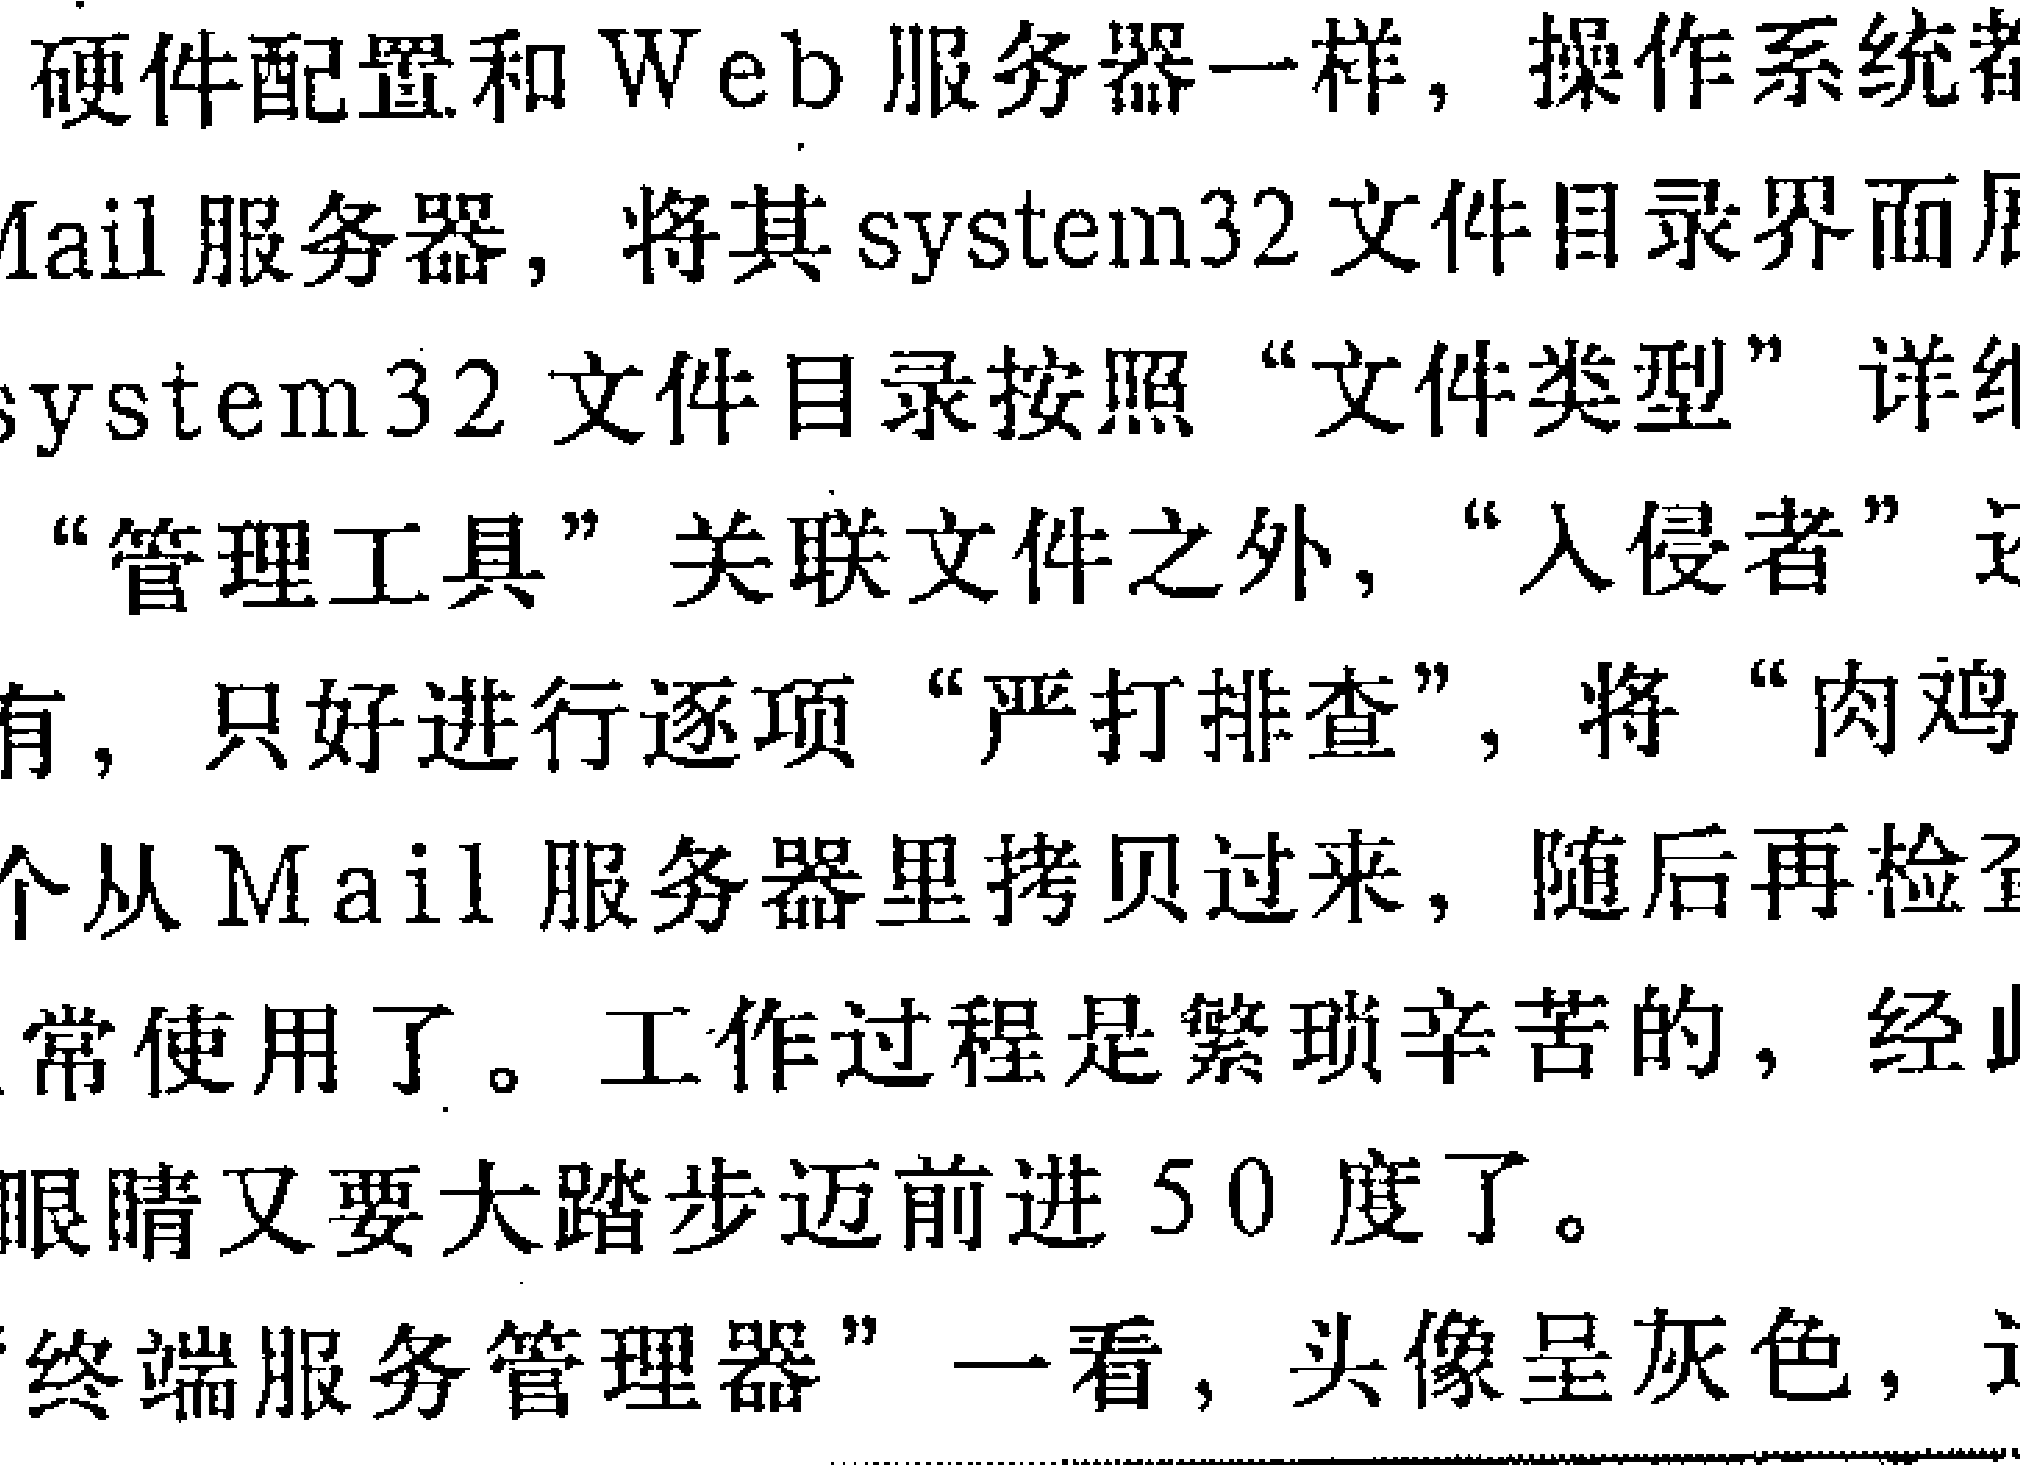 硬件配置和 Web 服务器一样，操作系统都
Mail 服务器，将其 system32 文件目录界面展
system32 文件目录按照“文件类型”详细
“管理工具”关联文件之外，“入侵者”还
有，只好进行逐项“严打排查”，将“肉鸡
个从 Mail 服务器里拷贝过来，随后再检查
常使用了。工作过程是繁琐辛苦的，经此
眼睛又要大踏步迈前进 50 度了。
终端服务管理器”一看，头像呈灰色，